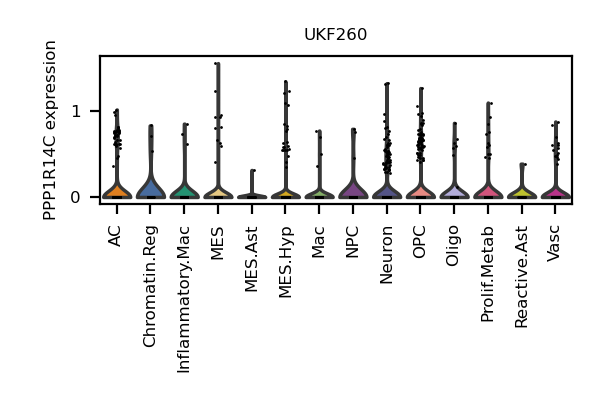 UKF260
PPP1R14C expression
1
0
AC
Chromatin.Reg
Inflammatory.Mac
MES
MES.Ast
MES.Hyp
Mac
NPC
Neuron
OPC
Oligo
Prolif.Metab
Reactive.Ast
Vasc